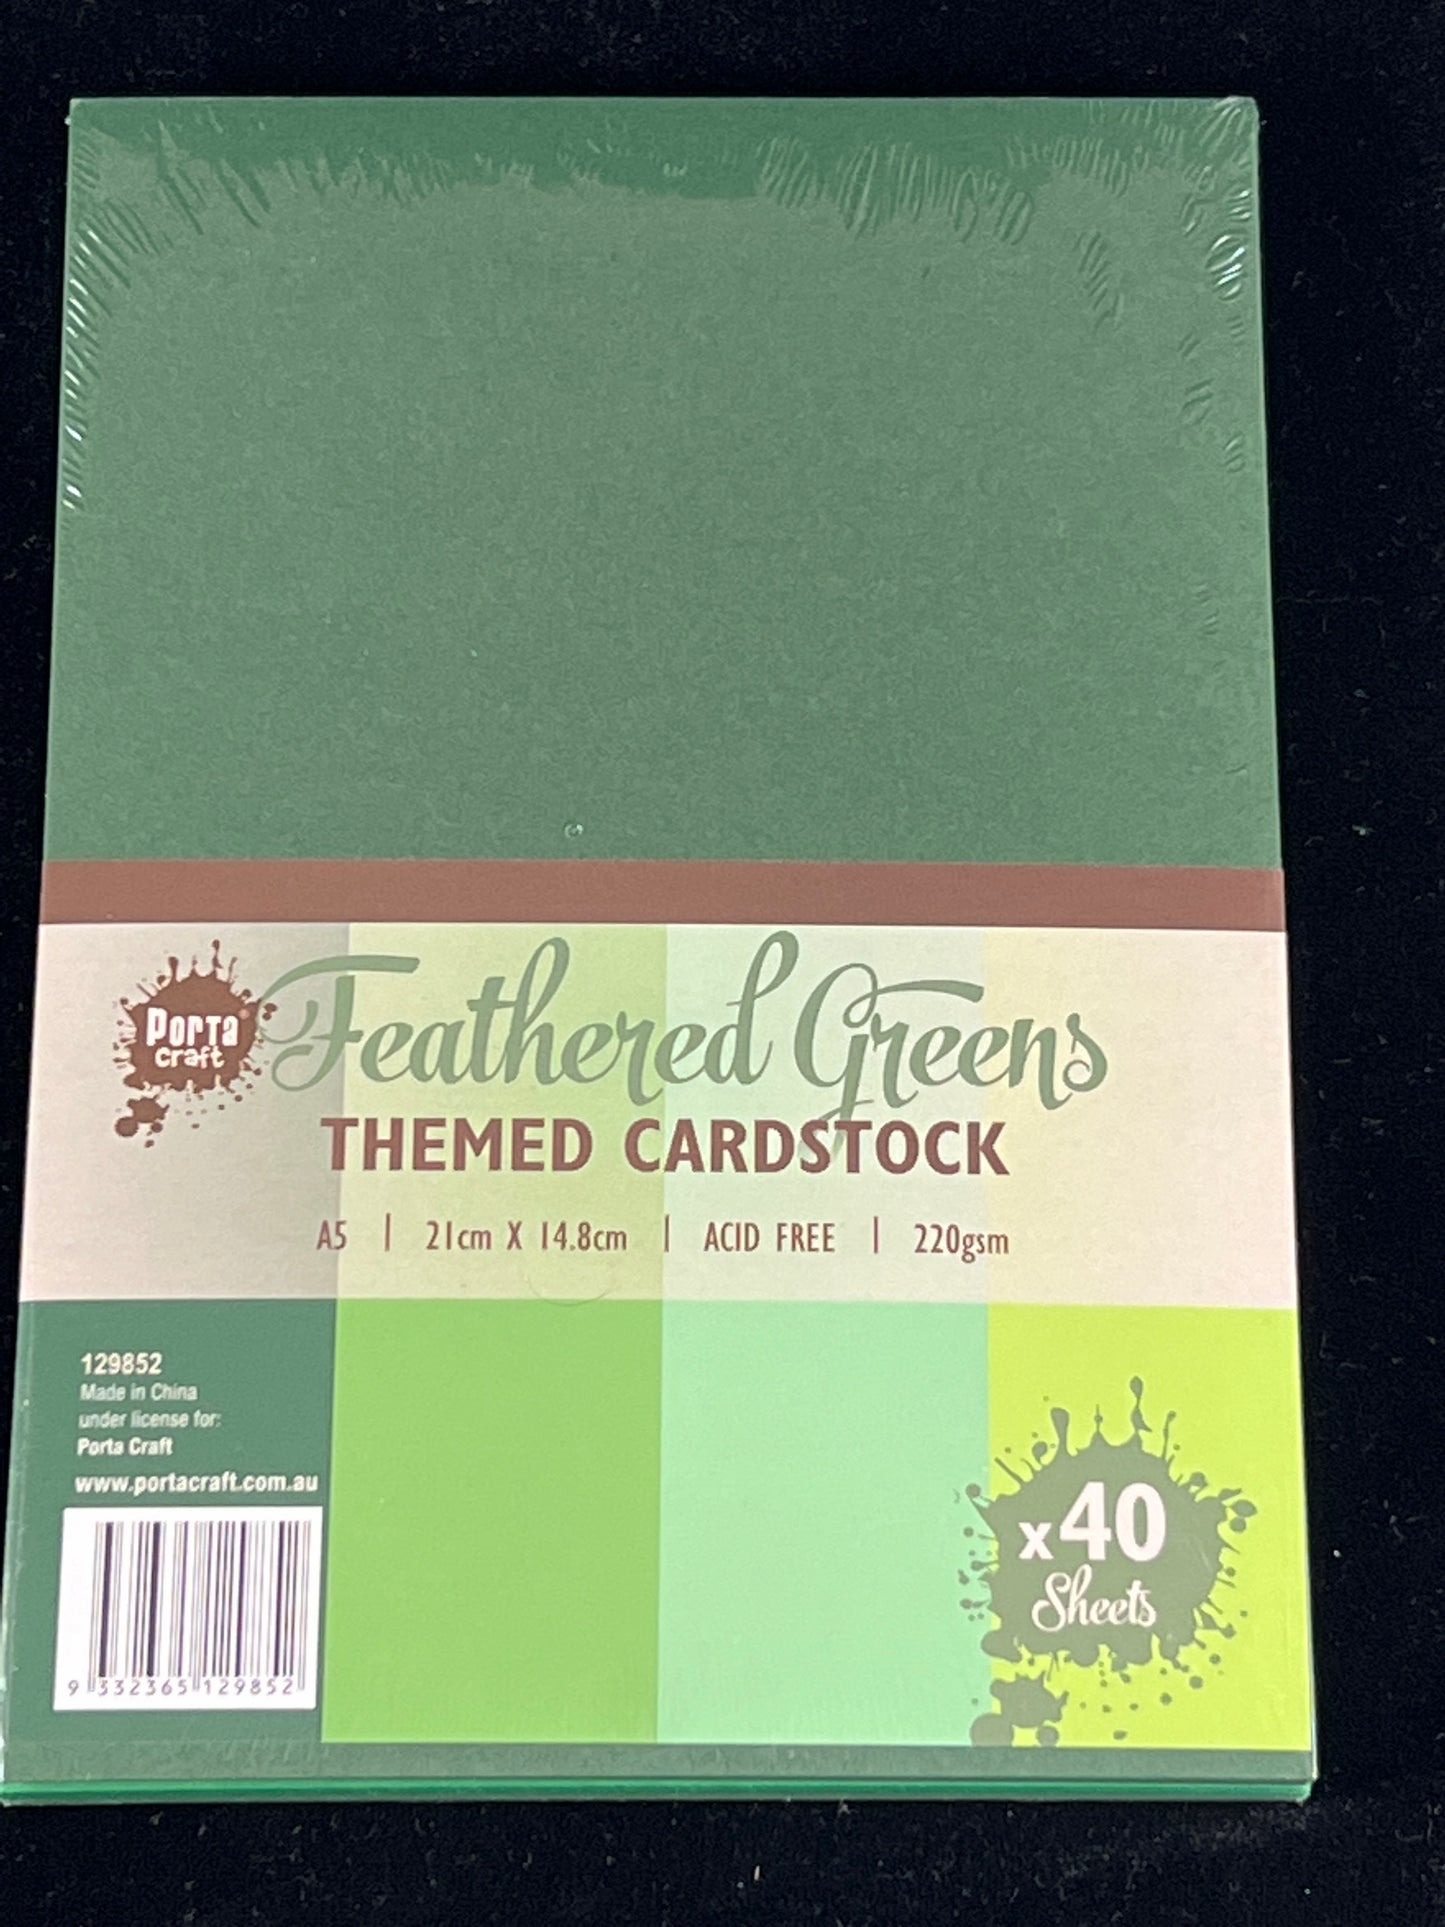 PORTA
craft
Feathered Greens
THEMED CARDSTOCK
A5 | 21cm X 14.8cm | ACID FREE | 220gsm
129852
Made in China
under license for:
Porta Craft
www.portacraft.com.au
9 332365 129852
x40
Sheets